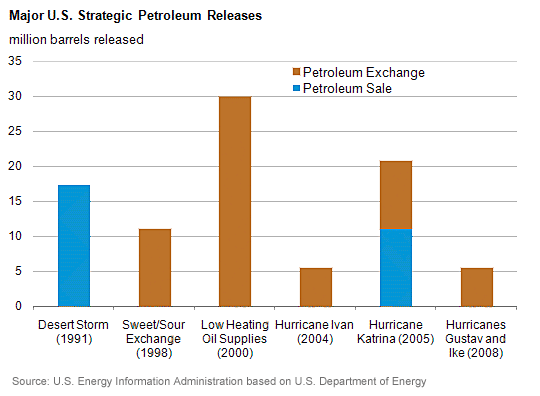 Major U.S. Strategic Petroleum Releases
million barrels released
35
30
25
20
15
10
5
0
Petroleum Exchange
Petroleum Sale
Desert Storm
(1991)
Sweet/Sour
Exchange
(1998)
Low Heating
Oil Supplies
(2000)
Hurricane Ivan
(2004)
Hurricane
Katrina (2005)
Hurricanes
Gustav and
Ike (2008)
Source: U.S. Energy Information Administration based on U.S. Department of Energy